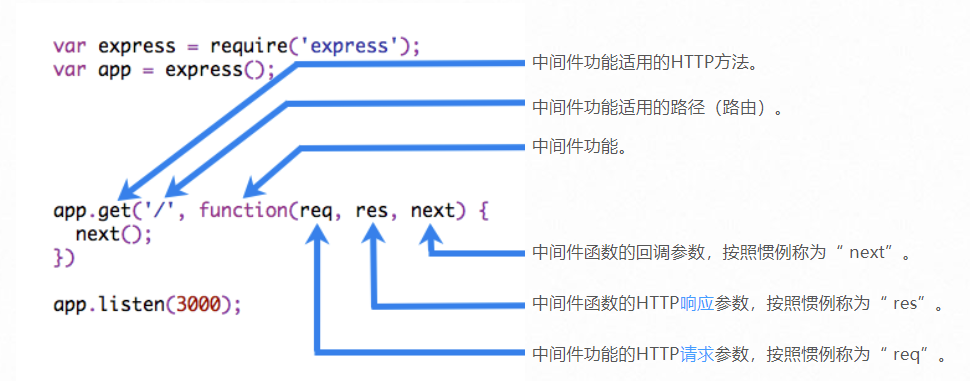 var express = require('express');
var app = express();
中间件功能适用的HTTP方法。
中间件功能适用的路径（路由）。
中间件功能。
app.get('/', function(req, res, next) {
  next();
})
中间件函数的回调参数，按照惯例称为“ next”。
app.listen(3000);
中间件函数的HTTP响应参数，按照惯例称为“ res”。
中间件功能的HTTP请求参数，按照惯例称为“ req”。